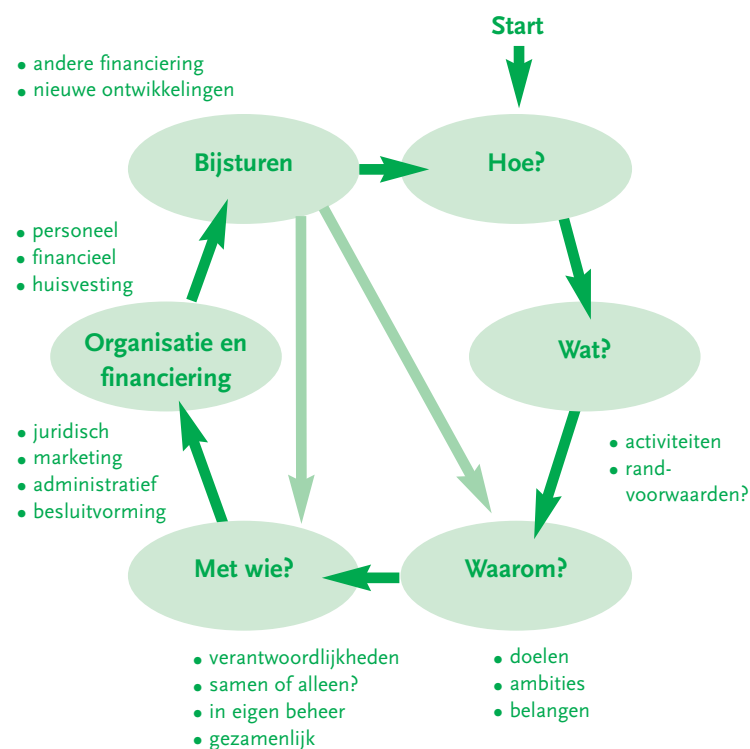 Start
• andere financiering
• nieuwe ontwikkelingen
Bijsturen
Hoe?
• personeel
• financieel
• huisvesting
Organisatie en
financiering
Wat?
• juridisch
• marketing
• administratief
• besluitvorming
• activiteiten
• rand-
voorwaarden?
Met wie?
Waarom?
• verantwoordlijkheden
• samen of alleen?
• in eigen beheer
• gezamenlijk
• doelen
• ambities
• belangen